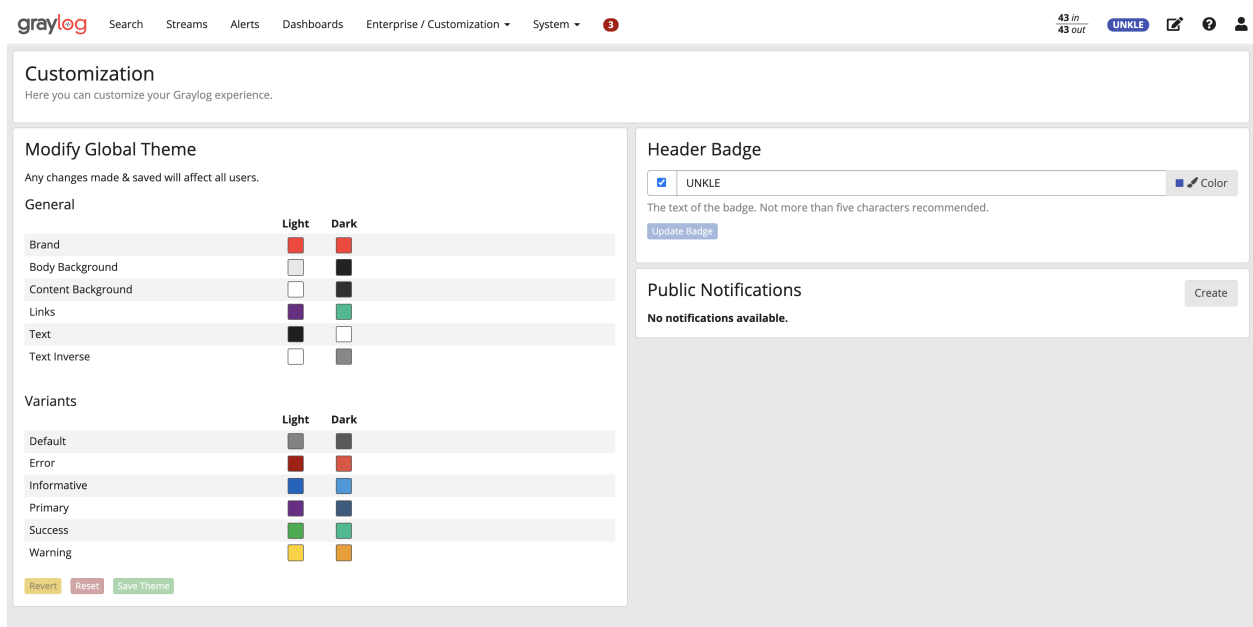 graylog Search Streams Alerts Dashboards Enterprise / Customization System 3 43 in UNKLE
43 out
Customization
Here you can customize your Graylog experience.
Modify Global Theme
Any changes made & saved will affect all users.
General
Light Dark
Brand
Body Background
Content Background
Links
Text
Text Inverse
Variants
Light Dark
Default
Error
Informative
Primary
Success
Warning
Revert Reset Save Theme
Header Badge
UNKLE Color
The text of the badge. Not more than five characters recommended.
Update Badge
Public Notifications Create
No notifications available.